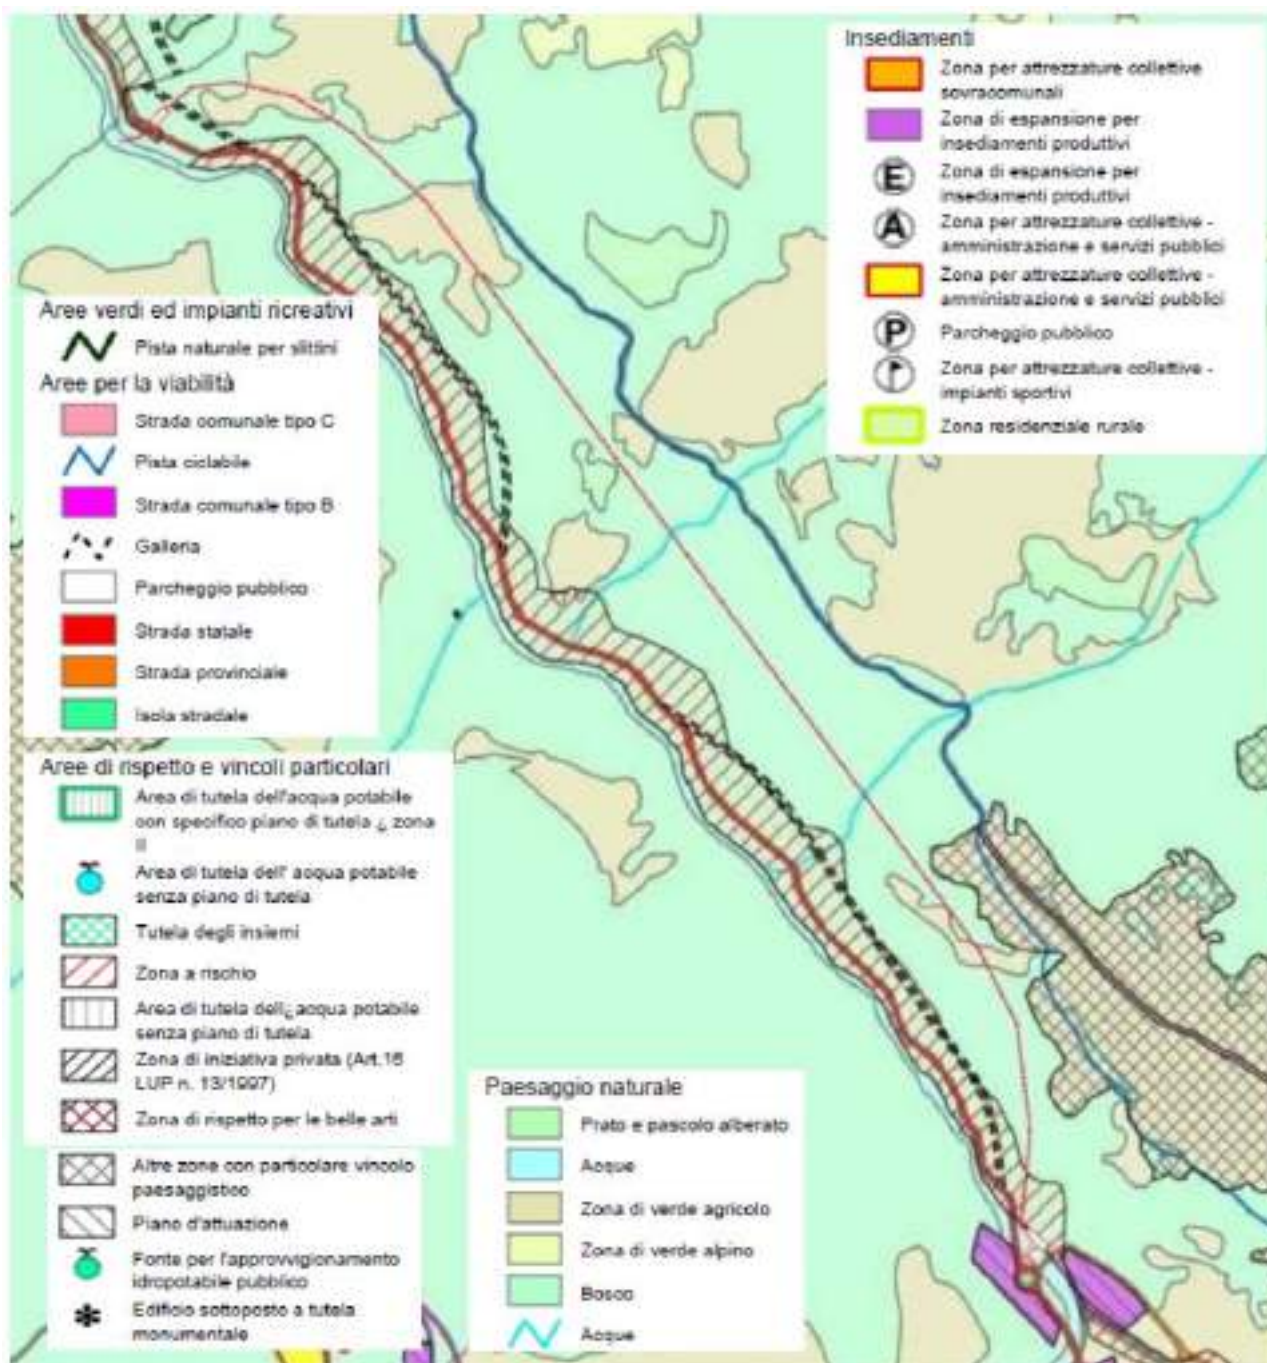 Insediamenti
Zona per attrezzature collettive
sovracomunali
Zona di espansione per
insediamenti produttivi
E
Zona di espansione per
insediamenti produttivi
A
Zona per attrezzature collettive -
amministrazione e servizi pubblici
Zona per attrezzature collettive -
amministrazione e servizi pubblici
P
Parcheggio pubblico
Zona per attrezzature collettive -
impianti sportivi
Zona residenziale rurale
Aree verdi ed impianti ricreativi
Pista naturale per slittini
Aree per la viabilità
Strada comunale tipo C
Pista ciclabile
Strada comunale tipo B
Galleria
Parcheggio pubblico
Strada statale
Strada provinciale
Isola stradale
Aree di rispetto e vincoli particolari
Area di tutela dell'acqua potabile
con specifico piano di tutela ¿ zona
II
Area di tutela dell' acqua potabile
senza piano di tutela
Tutela degli insiemi
Zona a rischio
Area di tutela dell¿acqua potabile
senza piano di tutela
Zona di iniziativa privata (Art.16
LUP n. 13/1997)
Zona di rispetto per le belle arti
Altre zone con particolare vincolo
paesaggistico
Piano d'attuazione
Fonte per l'approvvigionamento
idropotabile pubblico
Edificio sottoposto a tutela
monumentale
Paesaggio naturale
Prato e pascolo alberato
Acque
Zona di verde agricolo
Zona di verde alpino
Bosco
Acque